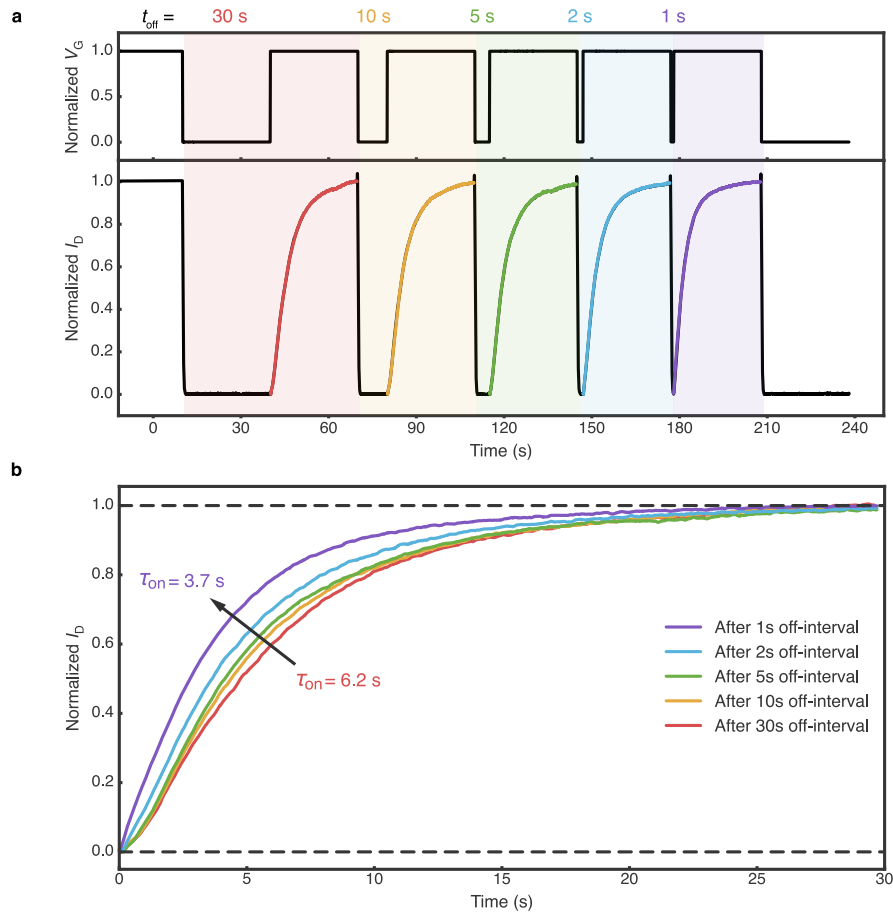 a
t_off = 30 s 10 s 5 s 2 s 1 s
Normalized V_G
1.0
0.5
0.0
Normalized I_D
1.0
0.8
0.6
0.4
0.2
0.0
0 30 60 70 90 120 150 180 210 240
Time (s)
b
Normalized I_D
1.0
0.8
0.6
0.4
0.2
0.0
τ_on = 3.7 s
τ_on = 6.2 s
After 1s off-interval
After 2s off-interval
After 5s off-interval
After 10s off-interval
After 30s off-interval
0 5 10 15 20 25 30
Time (s)